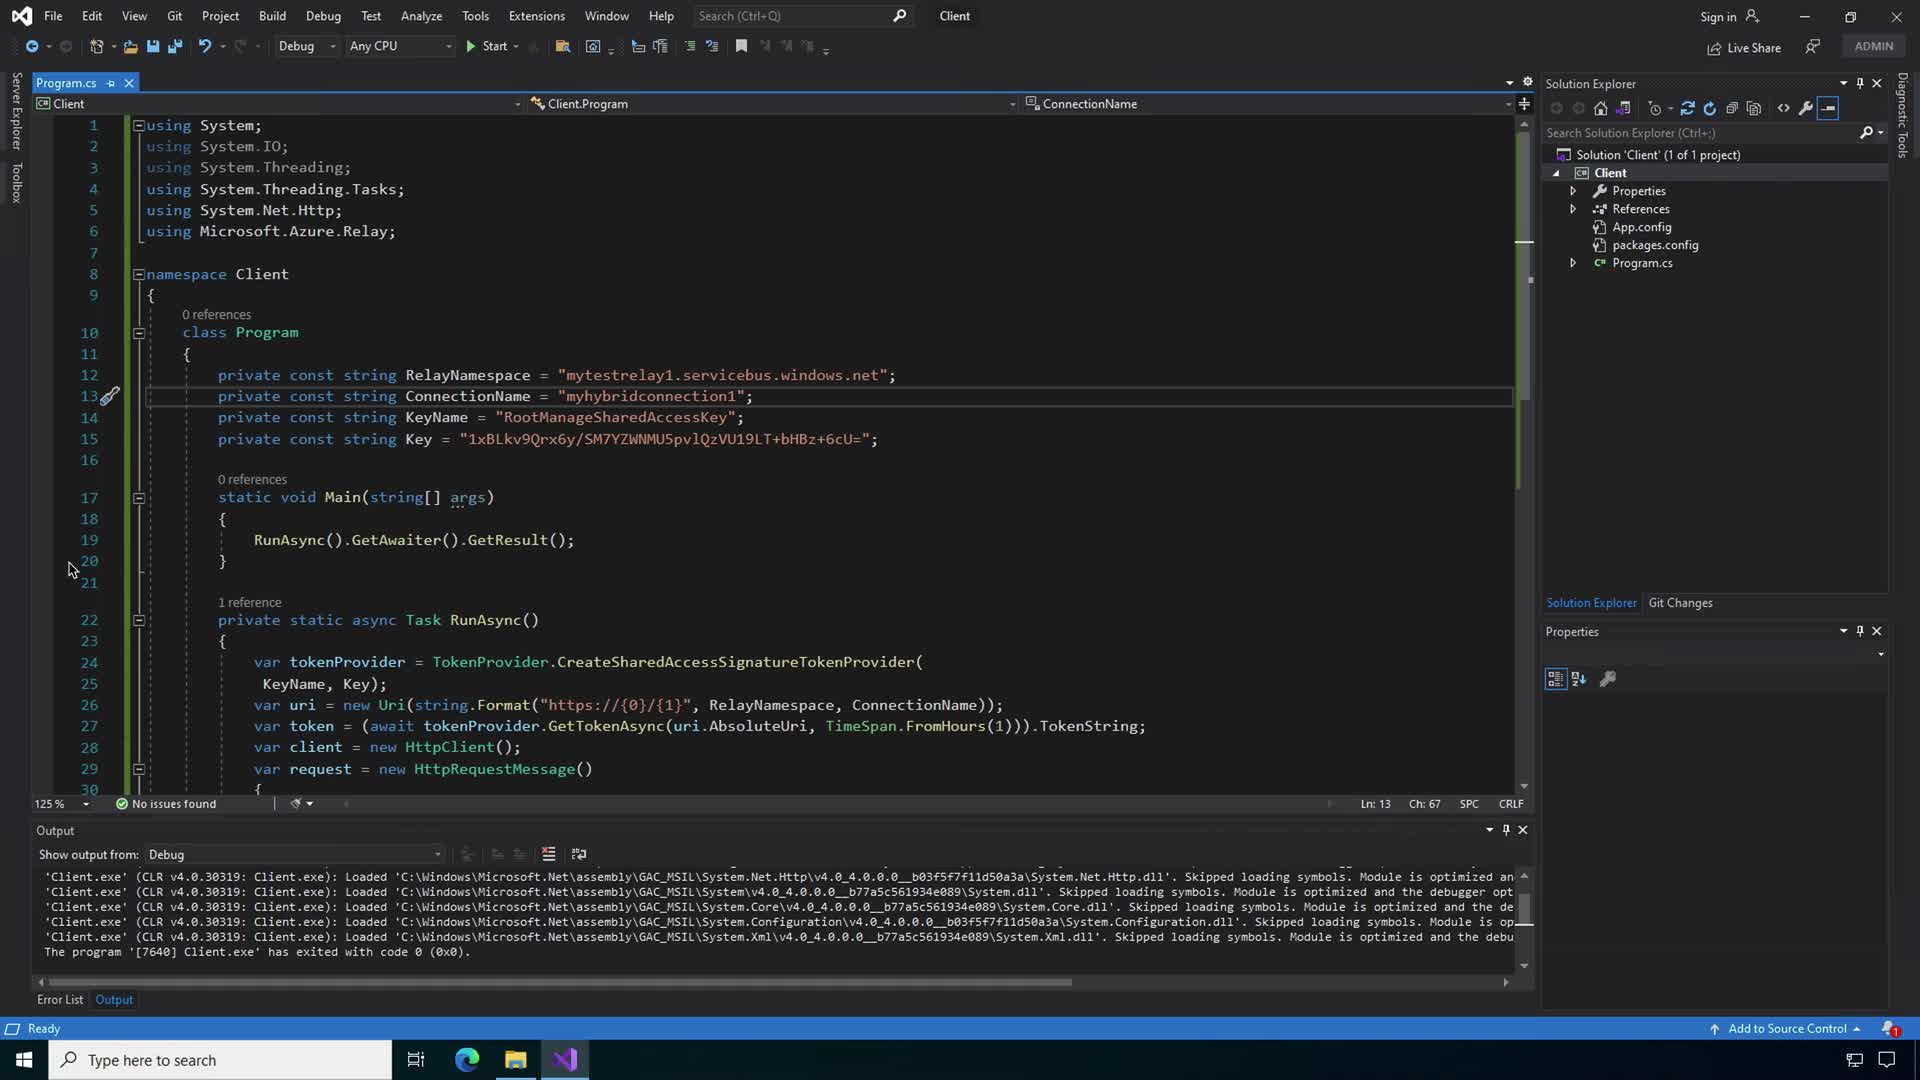 File Edit View Git Project Build Debug Test Analyze Tools Extensions Window Help Search (Ctrl+Q) Client Sign in
Debug Any CPU Start Live Share ADMIN
Server Explorer
Toolbox
Program.cs
Client Client.Program ConnectionName
1 using System;
2 using System.IO;
3 using System.Threading;
4 using System.Threading.Tasks;
5 using System.Net.Http;
6 using Microsoft.Azure.Relay;
7
8 namespace Client
9 {
0 references
10 class Program
11 {
12 private const string RelayNamespace = "mytestrelay1.servicebus.windows.net";
13 private const string ConnectionName = "myhybridconnection1";
14 private const string KeyName = "RootManageSharedAccessKey";
15 private const string Key = "1xBLkv9Qrx6y/SM7YZWNMU5pvlQzVU19LT+bHBz+6cU=";
16
0 references
17 static void Main(string[] args)
18 {
19 RunAsync().GetAwaiter().GetResult();
20 }
21
1 reference
22 private static async Task RunAsync()
23 {
24 var tokenProvider = TokenProvider.CreateSharedAccessSignatureTokenProvider(
25 KeyName, Key);
26 var uri = new Uri(string.Format("https://{0}/{1}", RelayNamespace, ConnectionName));
27 var token = (await tokenProvider.GetTokenAsync(uri.AbsoluteUri, TimeSpan.FromHours(1))).TokenString;
28 var client = new HttpClient();
29 var request = new HttpRequestMessage()
30 {
125 % No issues found Ln: 13 Ch: 67 SPC CRLF
Output
Show output from: Debug
'Client.exe' (CLR v4.0.30319: Client.exe): Loaded 'C:\Windows\Microsoft.Net\assembly\GAC_MSIL\System.Net.Http\v4.0_4.0.0.0__b03f5f7f11d50a3a\System.Net.Http.dll'. Skipped loading symbols. Module is optimized an
'Client.exe' (CLR v4.0.30319: Client.exe): Loaded 'C:\Windows\Microsoft.Net\assembly\GAC_MSIL\System\v4.0_4.0.0.0__b77a5c561934e089\System.dll'. Skipped loading symbols. Module is optimized and the debugger opt
'Client.exe' (CLR v4.0.30319: Client.exe): Loaded 'C:\Windows\Microsoft.Net\assembly\GAC_MSIL\System.Core\v4.0_4.0.0.0__b77a5c561934e089\System.Core.dll'. Skipped loading symbols. Module is optimized and the de
'Client.exe' (CLR v4.0.30319: Client.exe): Loaded 'C:\Windows\Microsoft.Net\assembly\GAC_MSIL\System.Configuration\v4.0_4.0.0.0__b03f5f7f11d50a3a\System.Configuration.dll'. Skipped loading symbols. Module is op
'Client.exe' (CLR v4.0.30319: Client.exe): Loaded 'C:\Windows\Microsoft.Net\assembly\GAC_MSIL\System.Xml\v4.0_4.0.0.0__b77a5c561934e089\System.Xml.dll'. Skipped loading symbols. Module is optimized and the debu
The program '[7640] Client.exe' has exited with code 0 (0x0).
Error List Output
Solution Explorer
Search Solution Explorer (Ctrl+;)
Solution 'Client' (1 of 1 project)
Client
Properties
References
App.config
packages.config
Program.cs
Solution Explorer Git Changes
Properties
Diagnostic Tools
Ready Add to Source Control 1
Type here to search